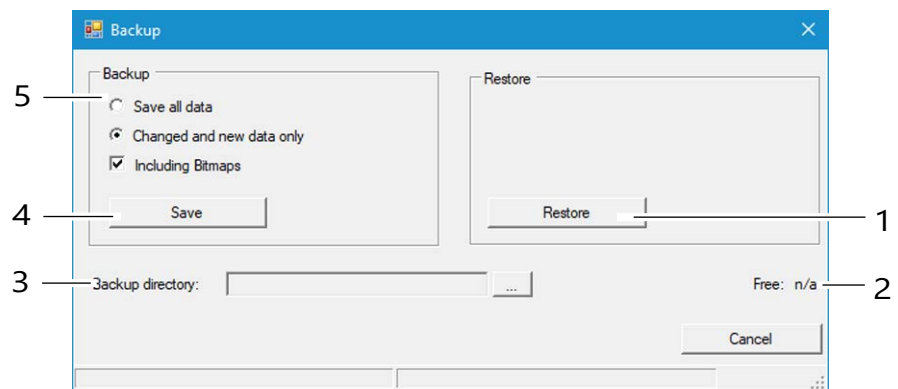 Backup
Backup
Restore
5
Save all data
Changed and new data only
Including Bitmaps
4
Save
Restore
1
3
Backup directory:
...
Free: n/a
2
Cancel